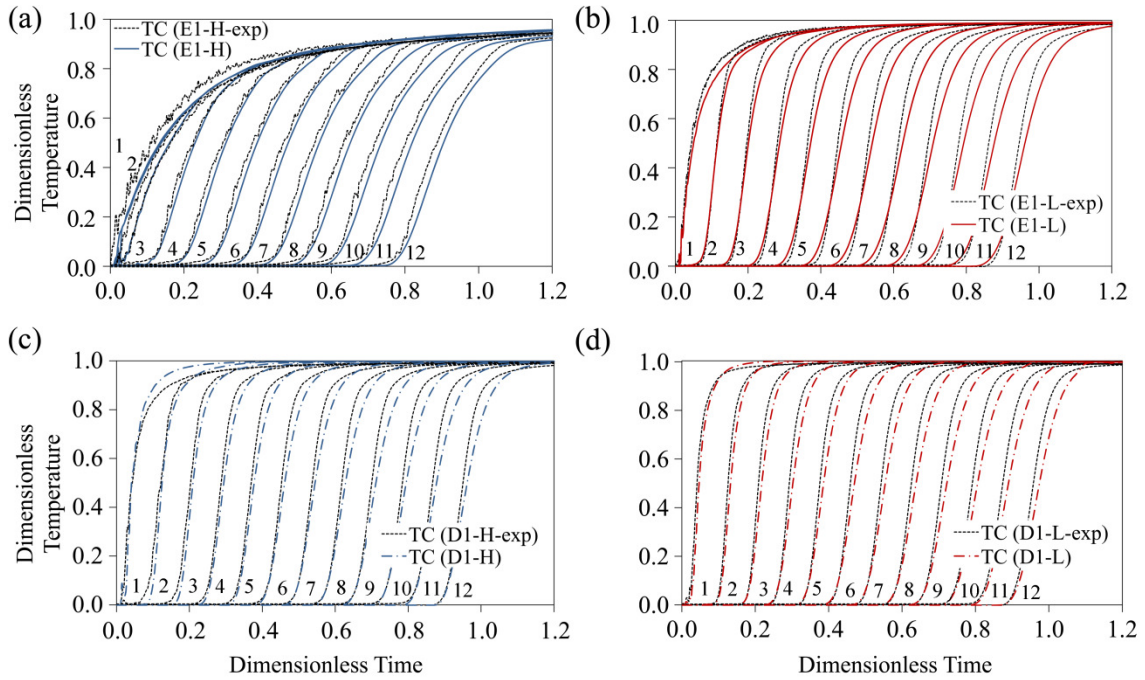 (a)
1.0
0.8
0.6
0.4
0.2
0.0
Dimensionless
Temperature
TC (E1-H-exp)
TC (E1-H)
1
2
3 4 5 6 7 8 9 10 11 12
0.0 0.2 0.4 0.6 0.8 1.0 1.2
(b)
1.0
0.8
0.6
0.4
0.2
0.0
TC (E1-L-exp)
TC (E1-L)
1 2 3 4 5 6 7 8 9 10 11 12
0.0 0.2 0.4 0.6 0.8 1.0 1.2
(c)
1.0
0.8
0.6
0.4
0.2
0.0
Dimensionless
Temperature
TC (D1-H-exp)
TC (D1-H)
1 2 3 4 5 6 7 8 9 10 11 12
0.0 0.2 0.4 0.6 0.8 1.0 1.2
Dimensionless Time
(d)
1.0
0.8
0.6
0.4
0.2
0.0
TC (D1-L-exp)
TC (D1-L)
1 2 3 4 5 6 7 8 9 10 11 12
0.0 0.2 0.4 0.6 0.8 1.0 1.2
Dimensionless Time